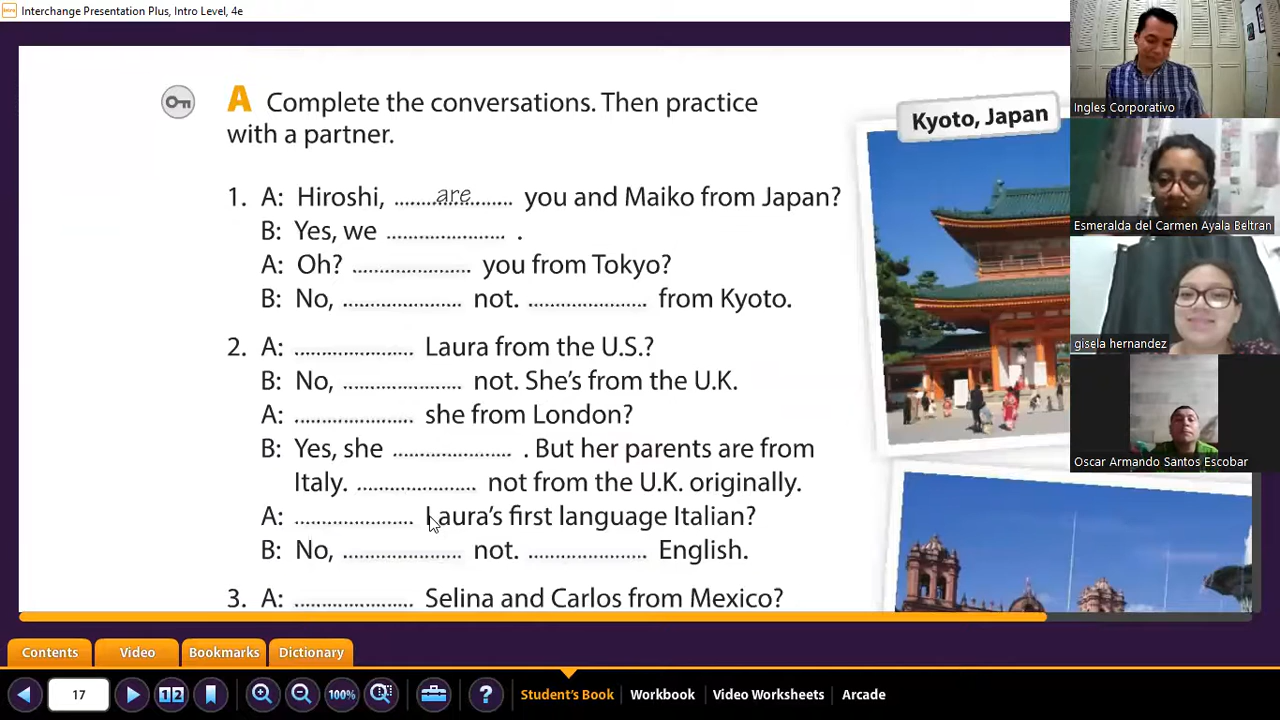 Interchange Presentation Plus, Intro Level, 4e
A Complete the conversations. Then practice
with a partner.
1. A: Hiroshi, ........are........ you and Maiko from Japan?
B: Yes, we ..................... .
A: Oh? ..................... you from Tokyo?
B: No, ..................... not. ..................... from Kyoto.
2. A: ..................... Laura from the U.S.?
B: No, ..................... not. She's from the U.K.
A: ..................... she from London?
B: Yes, she ..................... . But her parents are from
Italy. ..................... not from the U.K. originally.
A: ..................... Laura's first language Italian?
B: No, ..................... not. ..................... English.
3. A: ..................... Selina and Carlos from Mexico?
Kyoto, Japan
Ingles Corporativo
Esmeralda del Carmen Ayala Beltran
gisela hernandez
Oscar Armando Santos Escobar
Contents Video Bookmarks Dictionary
17 1 2 100% ? Student's Book Workbook Video Worksheets Arcade